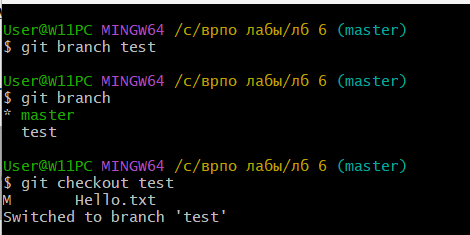 User@W11PC MINGW64 /c/врпо лабы/лб 6 (master)
$ git branch test
User@W11PC MINGW64 /c/врпо лабы/лб 6 (master)
$ git branch
* master
  test
User@W11PC MINGW64 /c/врпо лабы/лб 6 (master)
$ git checkout test
M       Hello.txt
Switched to branch 'test'